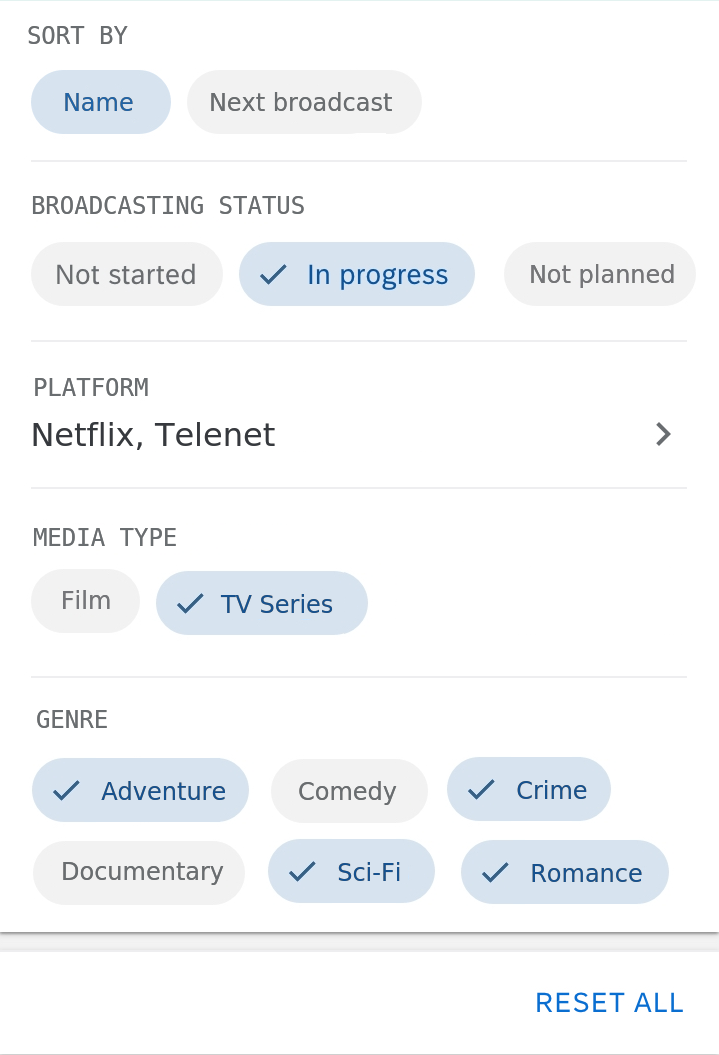 SORT BY
Name Next broadcast
BROADCASTING STATUS
Not started In progress Not planned
PLATFORM
Netflix, Telenet
MEDIA TYPE
Film TV Series
GENRE
Adventure Comedy Crime
Documentary Sci-Fi Romance
RESET ALL